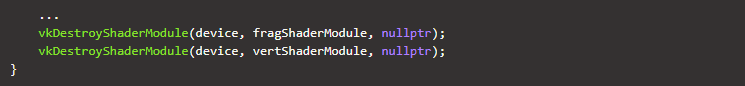 ...
vkDestroyShaderModule(device, fragShaderModule, nullptr);
vkDestroyShaderModule(device, vertShaderModule, nullptr);
}